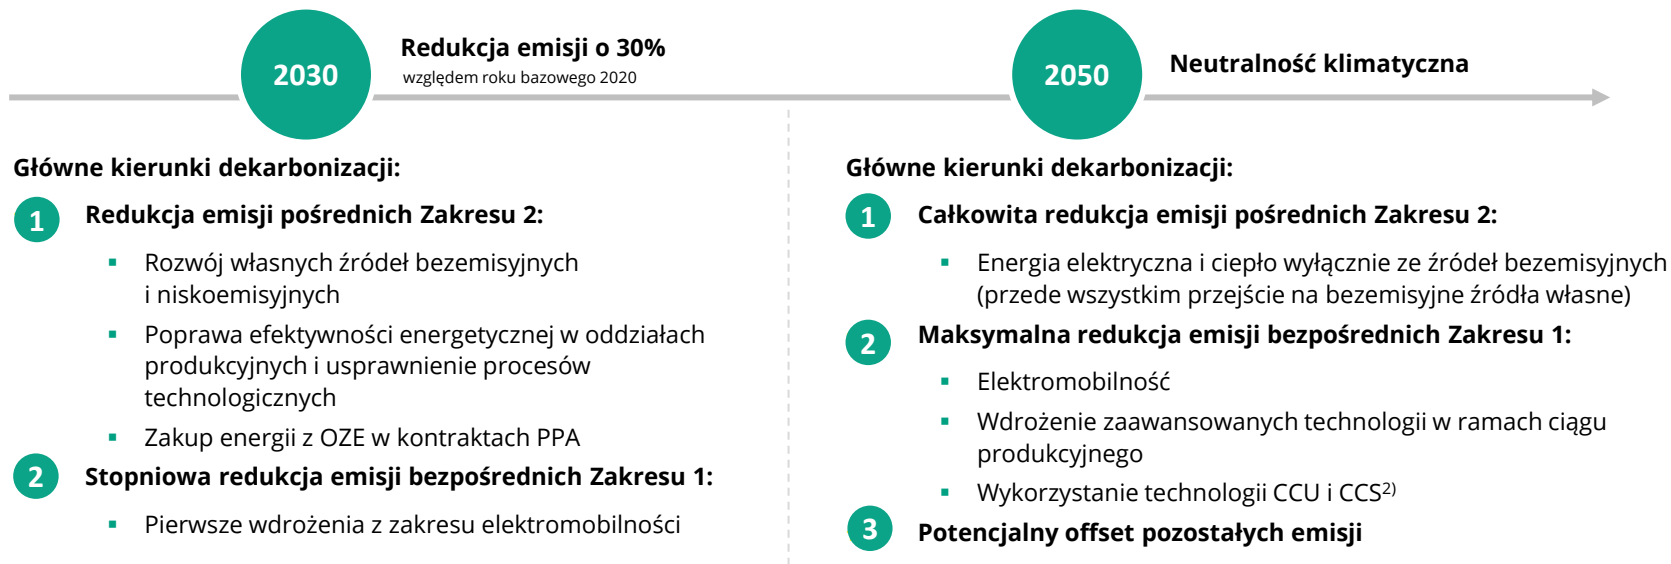 2030
Redukcja emisji o 30%
względem roku bazowego 2020
2050
Neutralność klimatyczna
Główne kierunki dekarbonizacji:
1
Redukcja emisji pośrednich Zakresu 2:
▪ Rozwój własnych źródeł bezemisyjnych
i niskoemisyjnych
▪ Poprawa efektywności energetycznej w oddziałach
produkcyjnych i usprawnienie procesów
technologicznych
▪ Zakup energii z OZE w kontraktach PPA
2
Stopniowa redukcja emisji bezpośrednich Zakresu 1:
▪ Pierwsze wdrożenia z zakresu elektromobilności
Główne kierunki dekarbonizacji:
1
Całkowita redukcja emisji pośrednich Zakresu 2:
▪ Energia elektryczna i ciepło wyłącznie ze źródeł bezemisyjnych
(przede wszystkim przejście na bezemisyjne źródła własne)
2
Maksymalna redukcja emisji bezpośrednich Zakresu 1:
▪ Elektromobilność
▪ Wdrożenie zaawansowanych technologii w ramach ciągu
produkcyjnego
▪ Wykorzystanie technologii CCU i CCS2)
3
Potencjalny offset pozostałych emisji